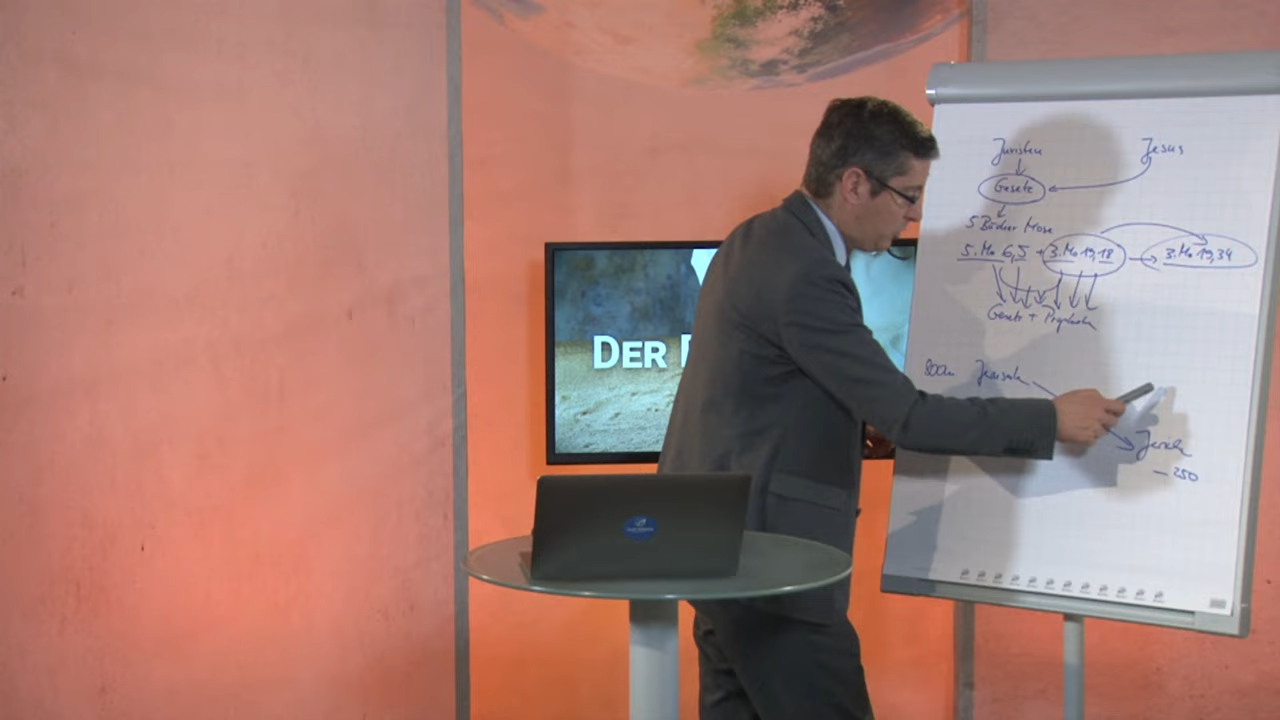 DER
Juristen Jesus
Gesetz
5 Bücher Mose
5. Mo 6,5 + 3. Mo 19,18 → 3. Mo 19,34
Gesetz + Propheten
800m Jerusalem
Jericho
- 250